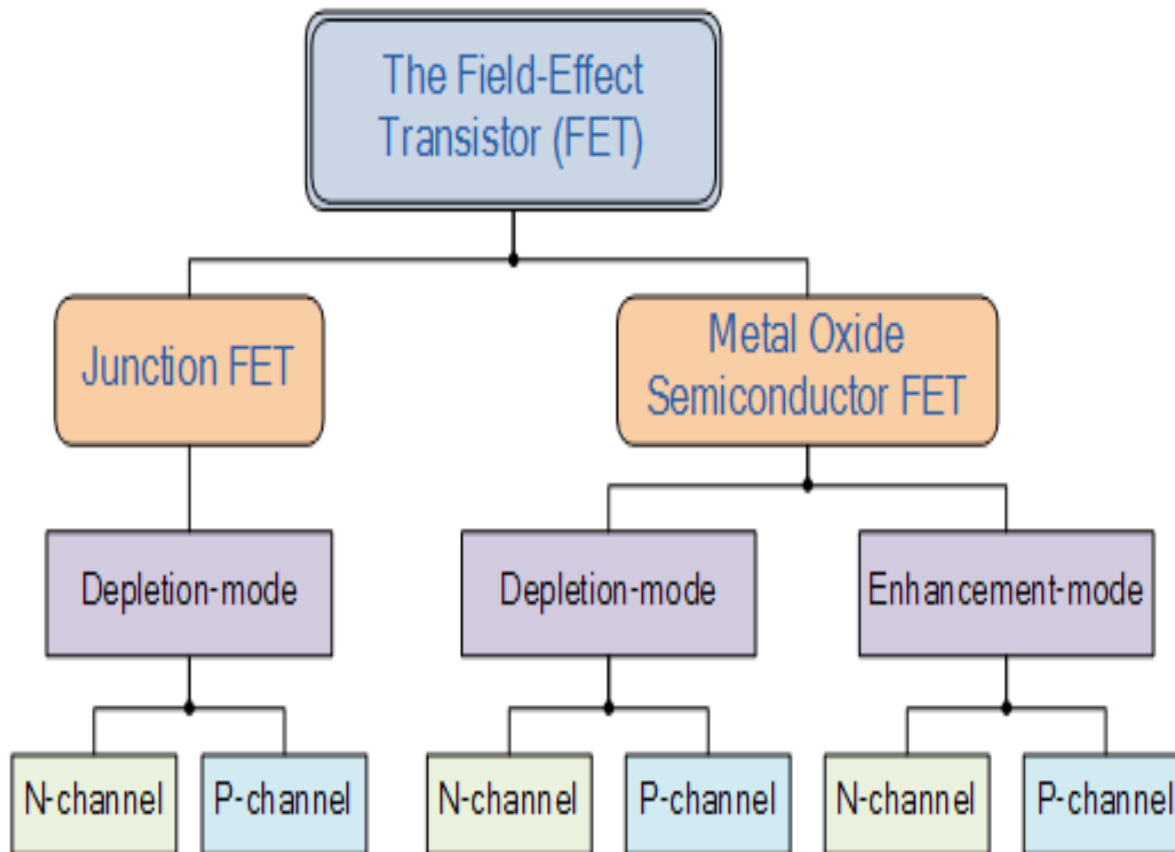 The Field-Effect
Transistor (FET)
Junction FET
Metal Oxide
Semiconductor FET
Depletion-mode
Depletion-mode
Enhancement-mode
N-channel
P-channel
N-channel
P-channel
N-channel
P-channel